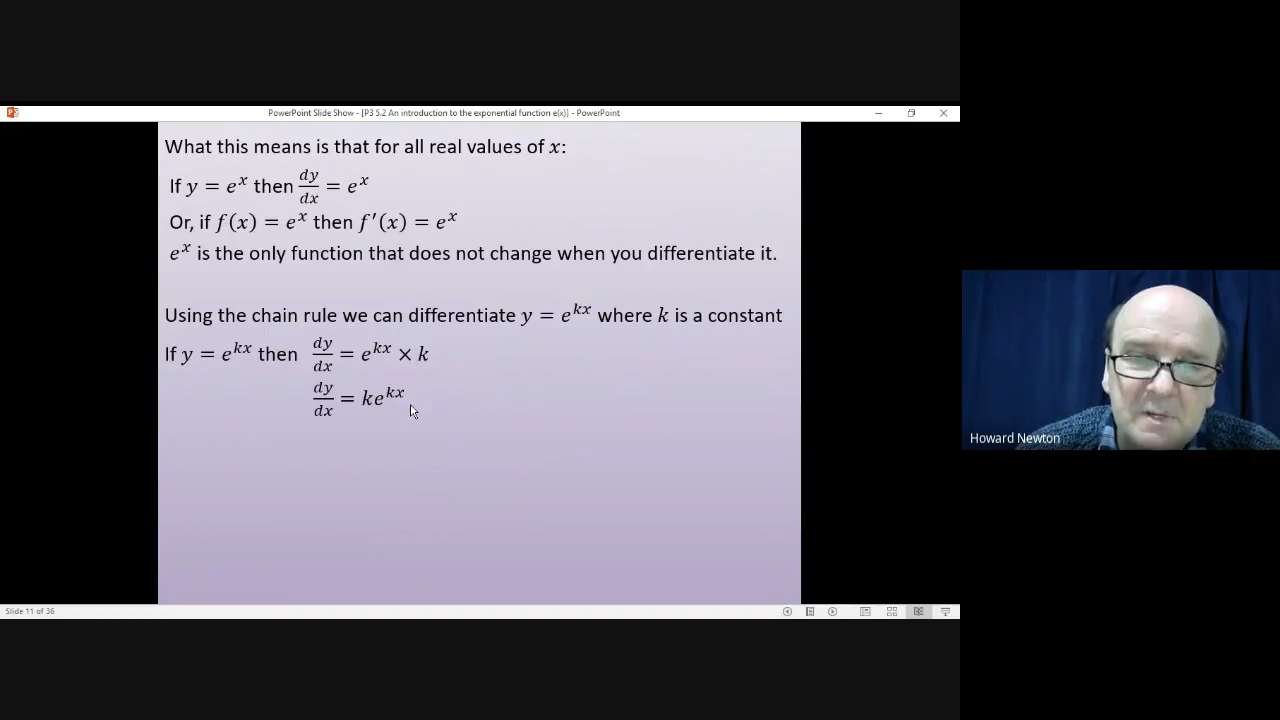 PowerPoint Slide Show - [P3 5.2 An introduction to the exponential function e(x)] - PowerPoint
What this means is that for all real values of x:
If y = e^x then dy/dx = e^x
Or, if f(x) = e^x then f'(x) = e^x
e^x is the only function that does not change when you differentiate it.
Using the chain rule we can differentiate y = e^kx where k is a constant
If y = e^kx then dy/dx = e^kx × k
dy/dx = ke^kx
Howard Newton
Slide 11 of 36